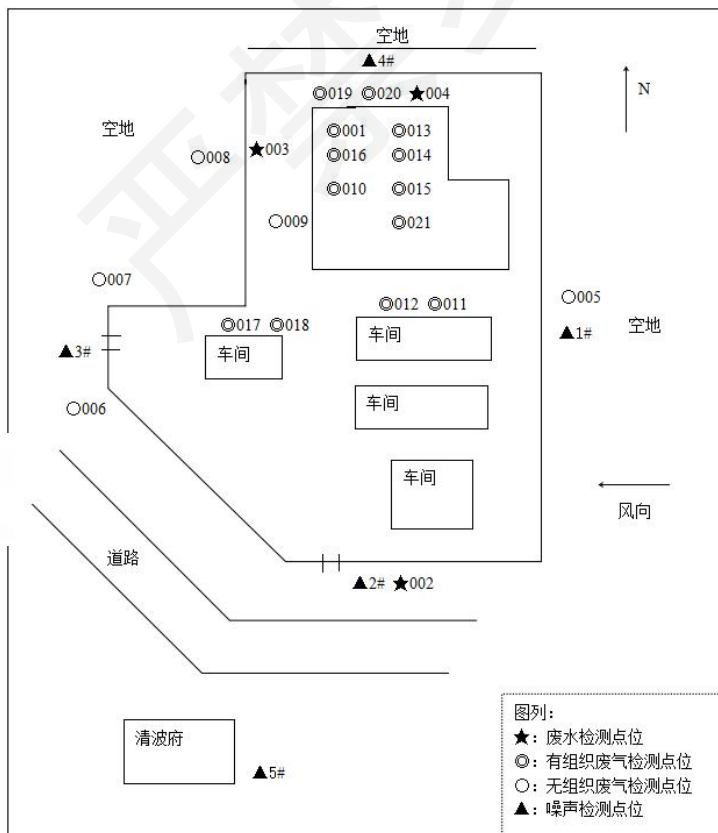 空地
▲4#
N
◎019 ◎020 ★004
空地
◎001 ◎013
○008 ★003 ◎016 ◎014
◎010 ◎015
○009 ◎021
○007
○005
◎012 ◎011
空地
◎017 ◎018
▲1#
车间
▲3#
车间
车间
○006
车间
风向
道路
▲2# ★002
清波府
▲5#
图列：
★：废水检测点位
◎：有组织废气检测点位
○：无组织废气检测点位
▲：噪声检测点位
严禁